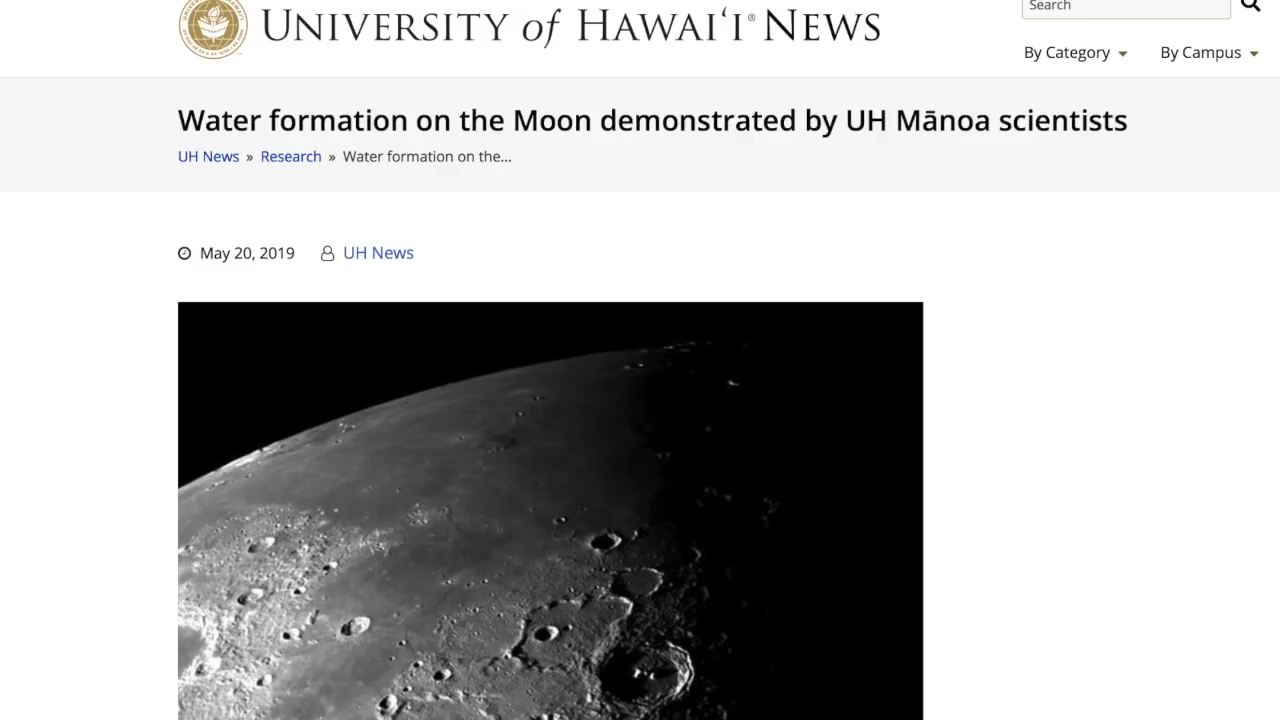 UNIVERSITY of HAWAIʻI® NEWS
Search
By Category
By Campus
Water formation on the Moon demonstrated by UH Mānoa scientists
UH News » Research » Water formation on the...
May 20, 2019
UH News